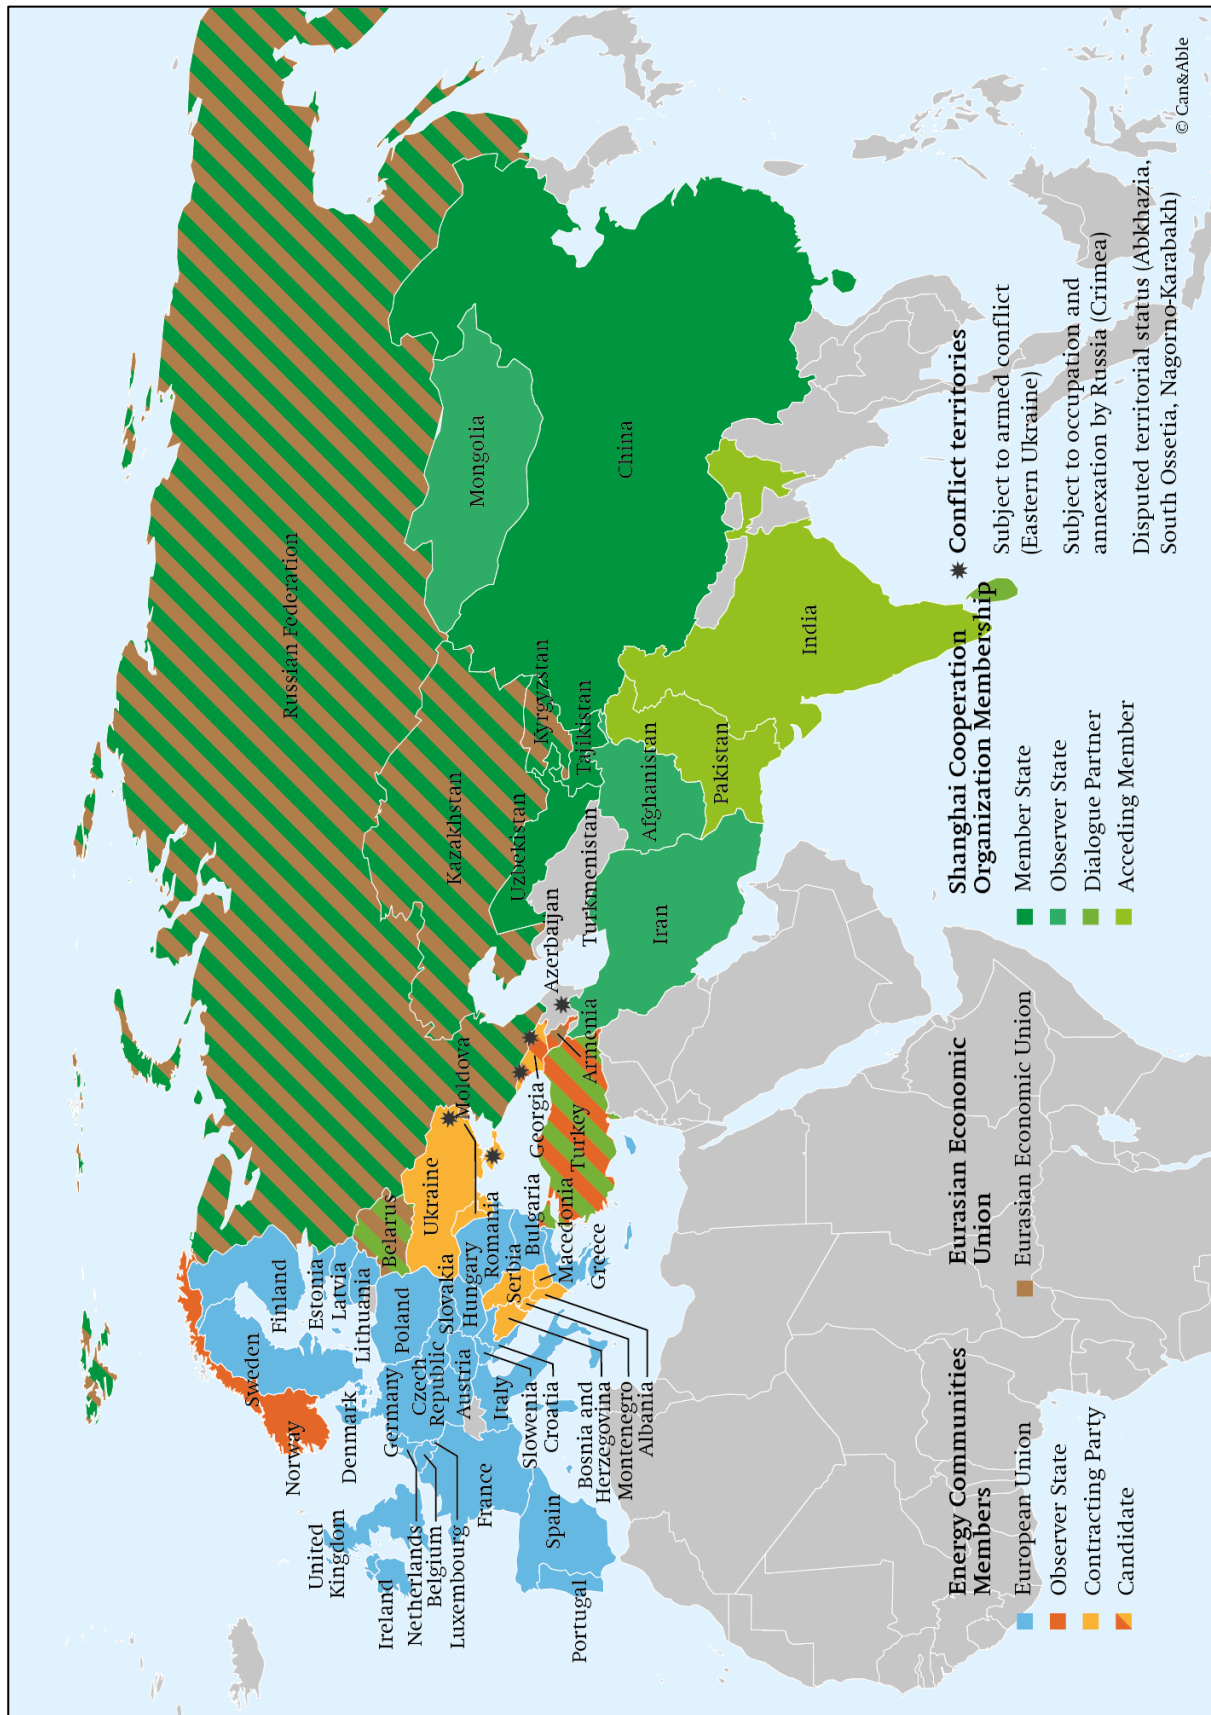 Russian Federation
Mongolia
China
Kazakhstan
Kyrgyzstan
Tajikistan
Uzbekistan
Turkmenistan
Afghanistan
Pakistan
India
Iran
Azerbaijan
Armenia
Georgia
Turkey
Moldova
Ukraine
Belarus
Finland
Estonia
Latvia
Lithuania
Poland
Slovakia
Hungary
Romania
Bulgaria
Serbia
Macedonia
Greece
Sweden
Norway
Denmark
Germany
Czech
Republic
Austria
Italy
Slowenia
Croatia
Bosnia and
Herzegovina
Montenegro
Albania
United
Kingdom
Ireland
Netherlands
Belgium
Luxembourg
France
Spain
Portugal
Energy Communities
Members
European Union
Observer State
Contracting Party
Candidate
Eurasian Economic
Union
Eurasian Economic Union
Shanghai Cooperation
Organization Membership
Member State
Observer State
Dialogue Partner
Acceding Member
Conflict territories
Subject to armed conflict
(Eastern Ukraine)
Subject to occupation and
annexation by Russia (Crimea)
Disputed territorial status (Abkhazia,
South Ossetia, Nagorno-Karabakh)
© Can&Able